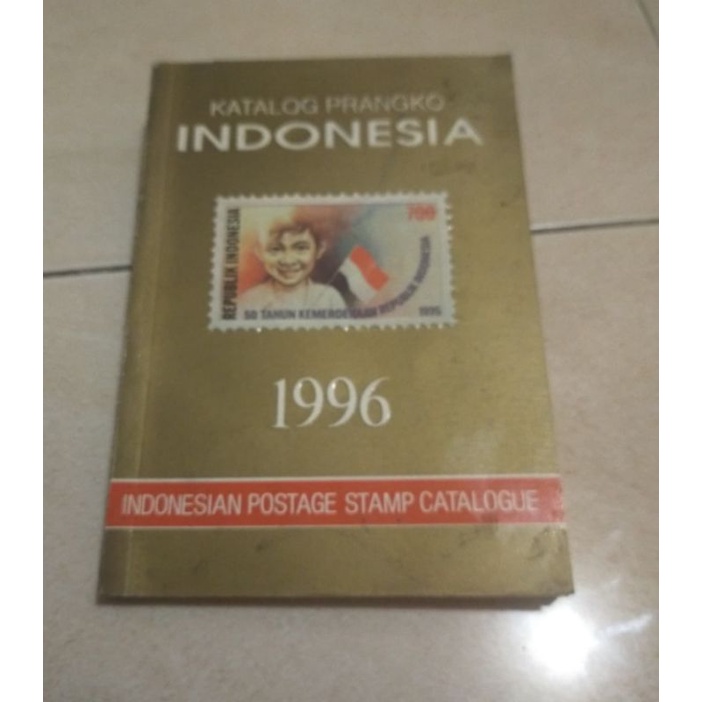 KATALOG PRANGKO
INDONESIA
REPUBLIK INDONESIA
700
50 TAHUN KEMERDEKAAN REPUBLIK INDONESIA
1995
1996
INDONESIAN POSTAGE STAMP CATALOGUE